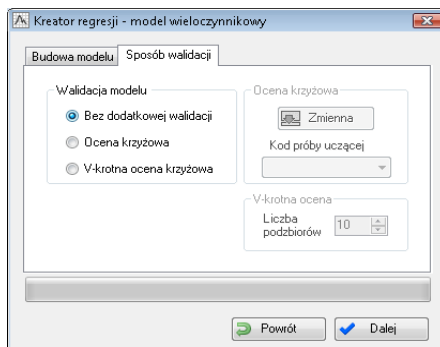 Kreator regresji - model wieloczynnikowy
Budowa modelu
Sposób walidacji
Walidacja modelu
Bez dodatkowej walidacji
Ocena krzyżowa
V-krotna ocena krzyżowa
Ocena krzyżowa
Zmienna
Kod próby uczącej
V-krotna ocena
Liczba
podzbiorów
10
Powrót
Dalej